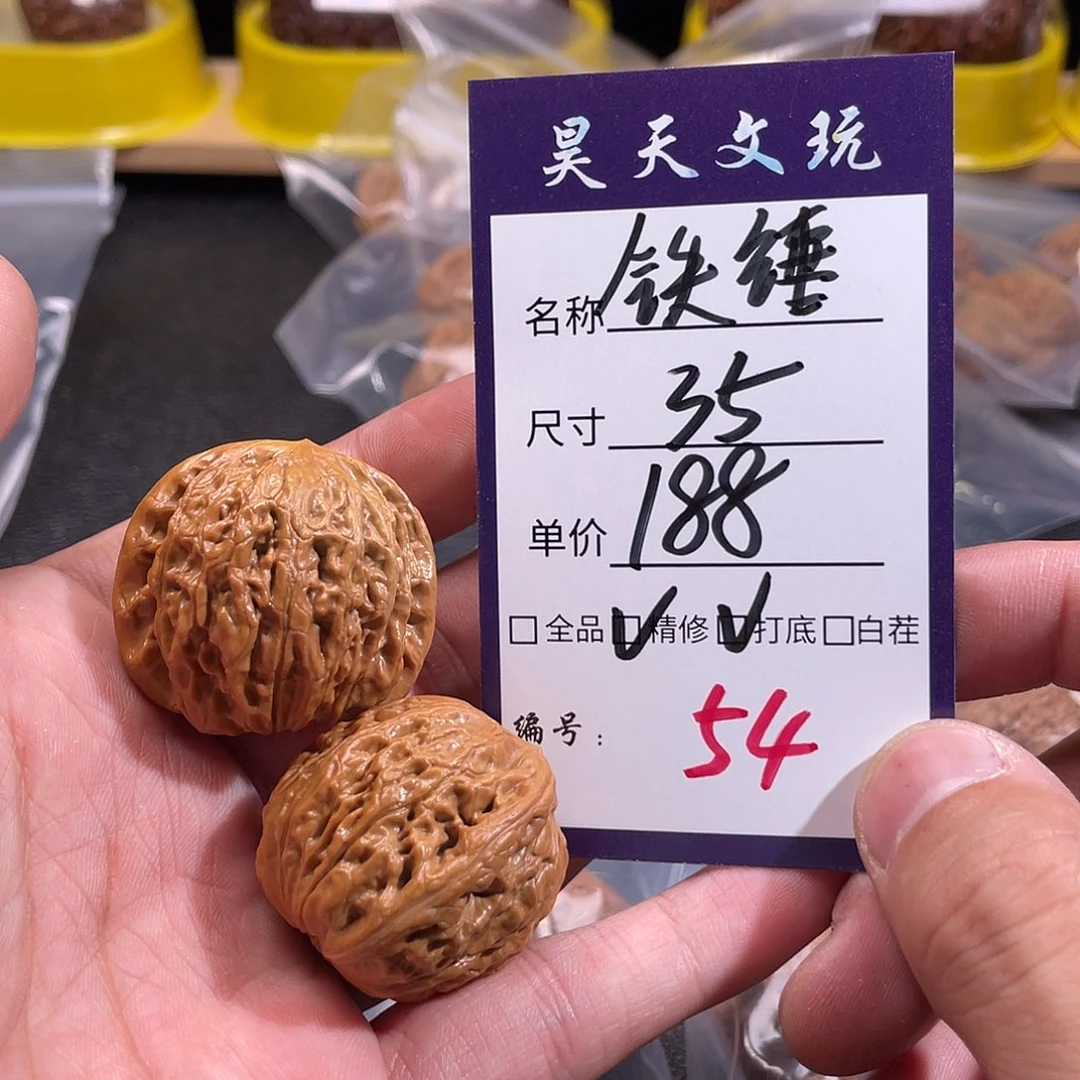 昊天文玩
名称 铁锤
尺寸 35
单价 188
□全品 ☑精修 ☑打底 □白茬
编号： 54